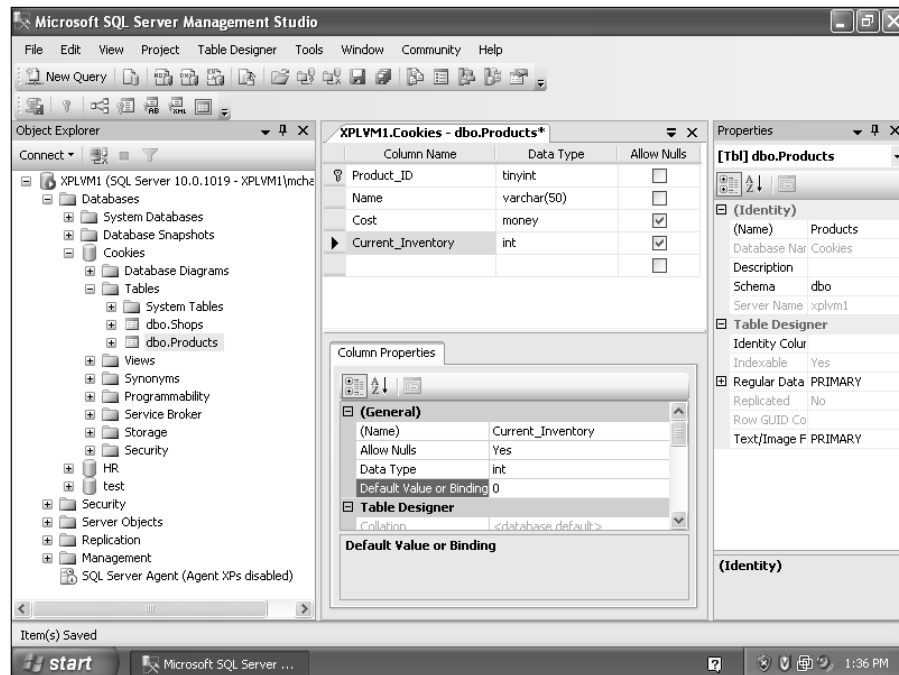 Microsoft SQL Server Management Studio
File Edit View Project Table Designer Tools Window Community Help
New Query
Object Explorer
Connect
XPLVM1 (SQL Server 10.0.1019 - XPLVM1\mcha
Databases
System Databases
Database Snapshots
Cookies
Database Diagrams
Tables
System Tables
dbo.Shops
dbo.Products
Views
Synonyms
Programmability
Service Broker
Storage
Security
HR
test
Security
Server Objects
Replication
Management
SQL Server Agent (Agent XPs disabled)
XPLVM1.Cookies - dbo.Products*
Column Name Data Type Allow Nulls
Product_ID tinyint
Name varchar(50)
Cost money
Current_Inventory int
Column Properties
(General)
(Name) Current_Inventory
Allow Nulls Yes
Data Type int
Default Value or Binding 0
Table Designer
Collation <database default>
Default Value or Binding
Properties
[Tbl] dbo.Products
(Identity)
(Name) Products
Database Nar Cookies
Description
Schema dbo
Server Name xplvm1
Table Designer
Identity Colur
Indexable Yes
Regular Data PRIMARY
Replicated No
Row GUID Co
Text/Image F PRIMARY
(Identity)
Item(s) Saved
start Microsoft SQL Server ... 1:36 PM